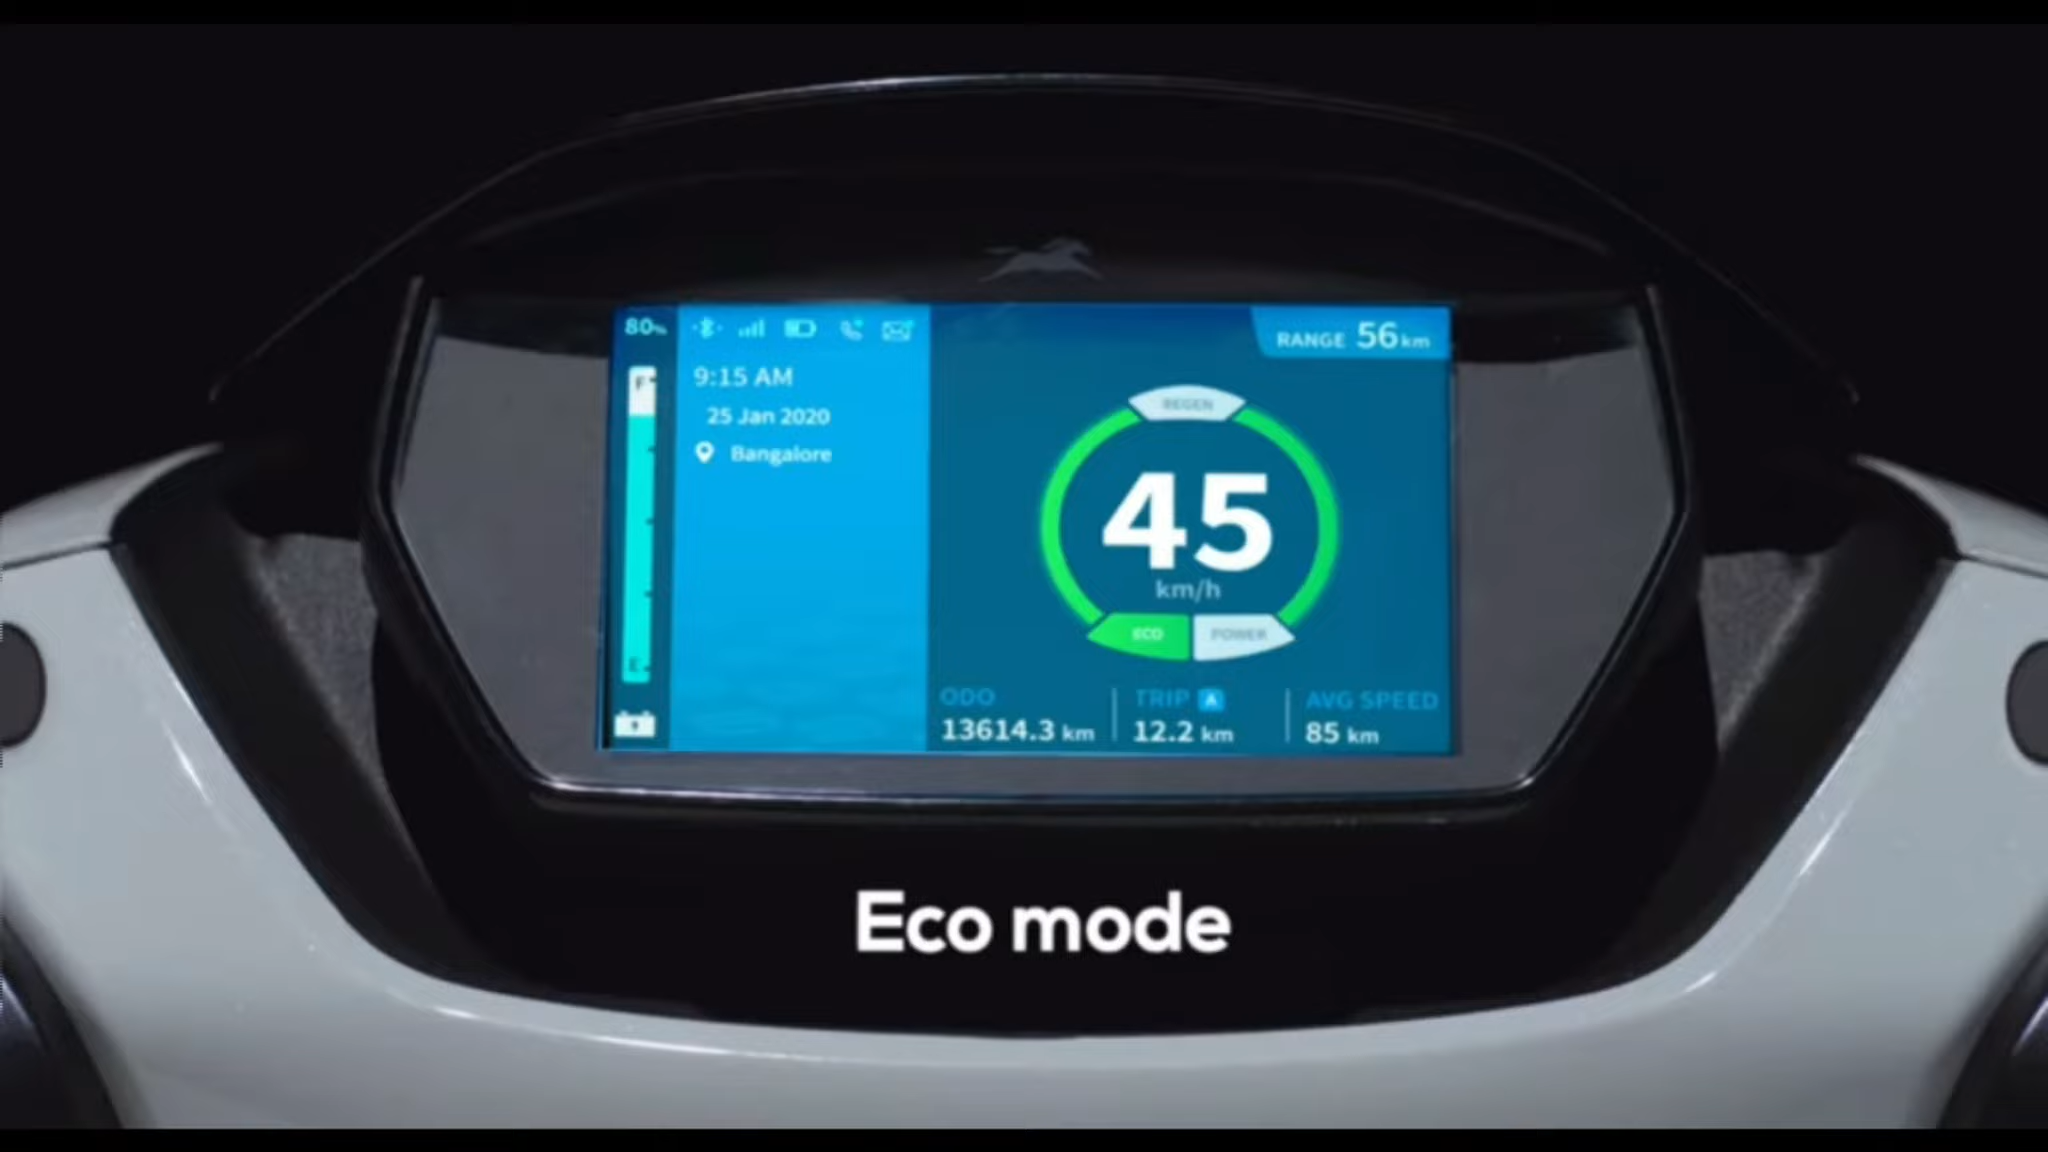 80%
9:15 AM
25 Jan 2020
Bangalore
F
E
RANGE 56 km
REGEN
45
km/h
ECO POWER
ODO
13614.3 km
TRIP A
12.2 km
AVG SPEED
85 km
Eco mode